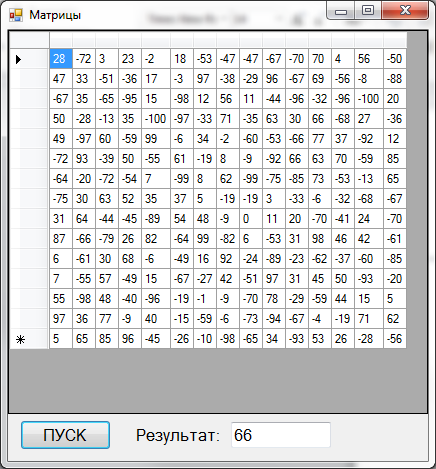 Матрицы
28 -72 3 23 -2 18 -53 -47 -47 -67 -70 70 4 56 -50
47 33 -51 -36 17 -3 97 -38 -29 96 -67 69 -56 -8 -88
-67 35 -65 -95 15 -98 12 56 11 -44 -96 -32 -96 -100 20
50 -28 -13 35 -100 -97 -33 71 -35 63 30 66 -68 27 -36
49 -97 60 -59 99 -6 34 -2 -60 -53 -66 77 37 -92 12
-72 93 -39 50 -55 61 -19 8 -9 -92 66 63 70 -59 85
-64 -20 -72 -54 7 -99 8 62 -99 -75 -85 73 -53 -13 65
-75 30 63 52 35 37 5 -19 -19 3 -33 -6 -32 -68 -67
31 64 -44 -45 -89 54 48 -9 0 11 20 -70 -41 24 -70
87 -66 -79 26 82 -64 99 -82 6 -53 31 98 46 42 -61
6 -61 30 68 -6 -49 16 92 -24 -89 -23 -62 -37 -60 -85
7 -55 57 -49 15 -67 -27 42 -51 97 31 45 50 -93 -20
55 -98 48 -40 -96 -19 -1 -9 -70 78 -29 -59 44 15 5
97 36 77 -9 40 -15 -59 -6 -73 -94 -67 -4 -19 71 62
5 65 85 96 -45 -26 -10 -98 -65 34 -93 53 26 -28 -56
ПУСК Результат: 66